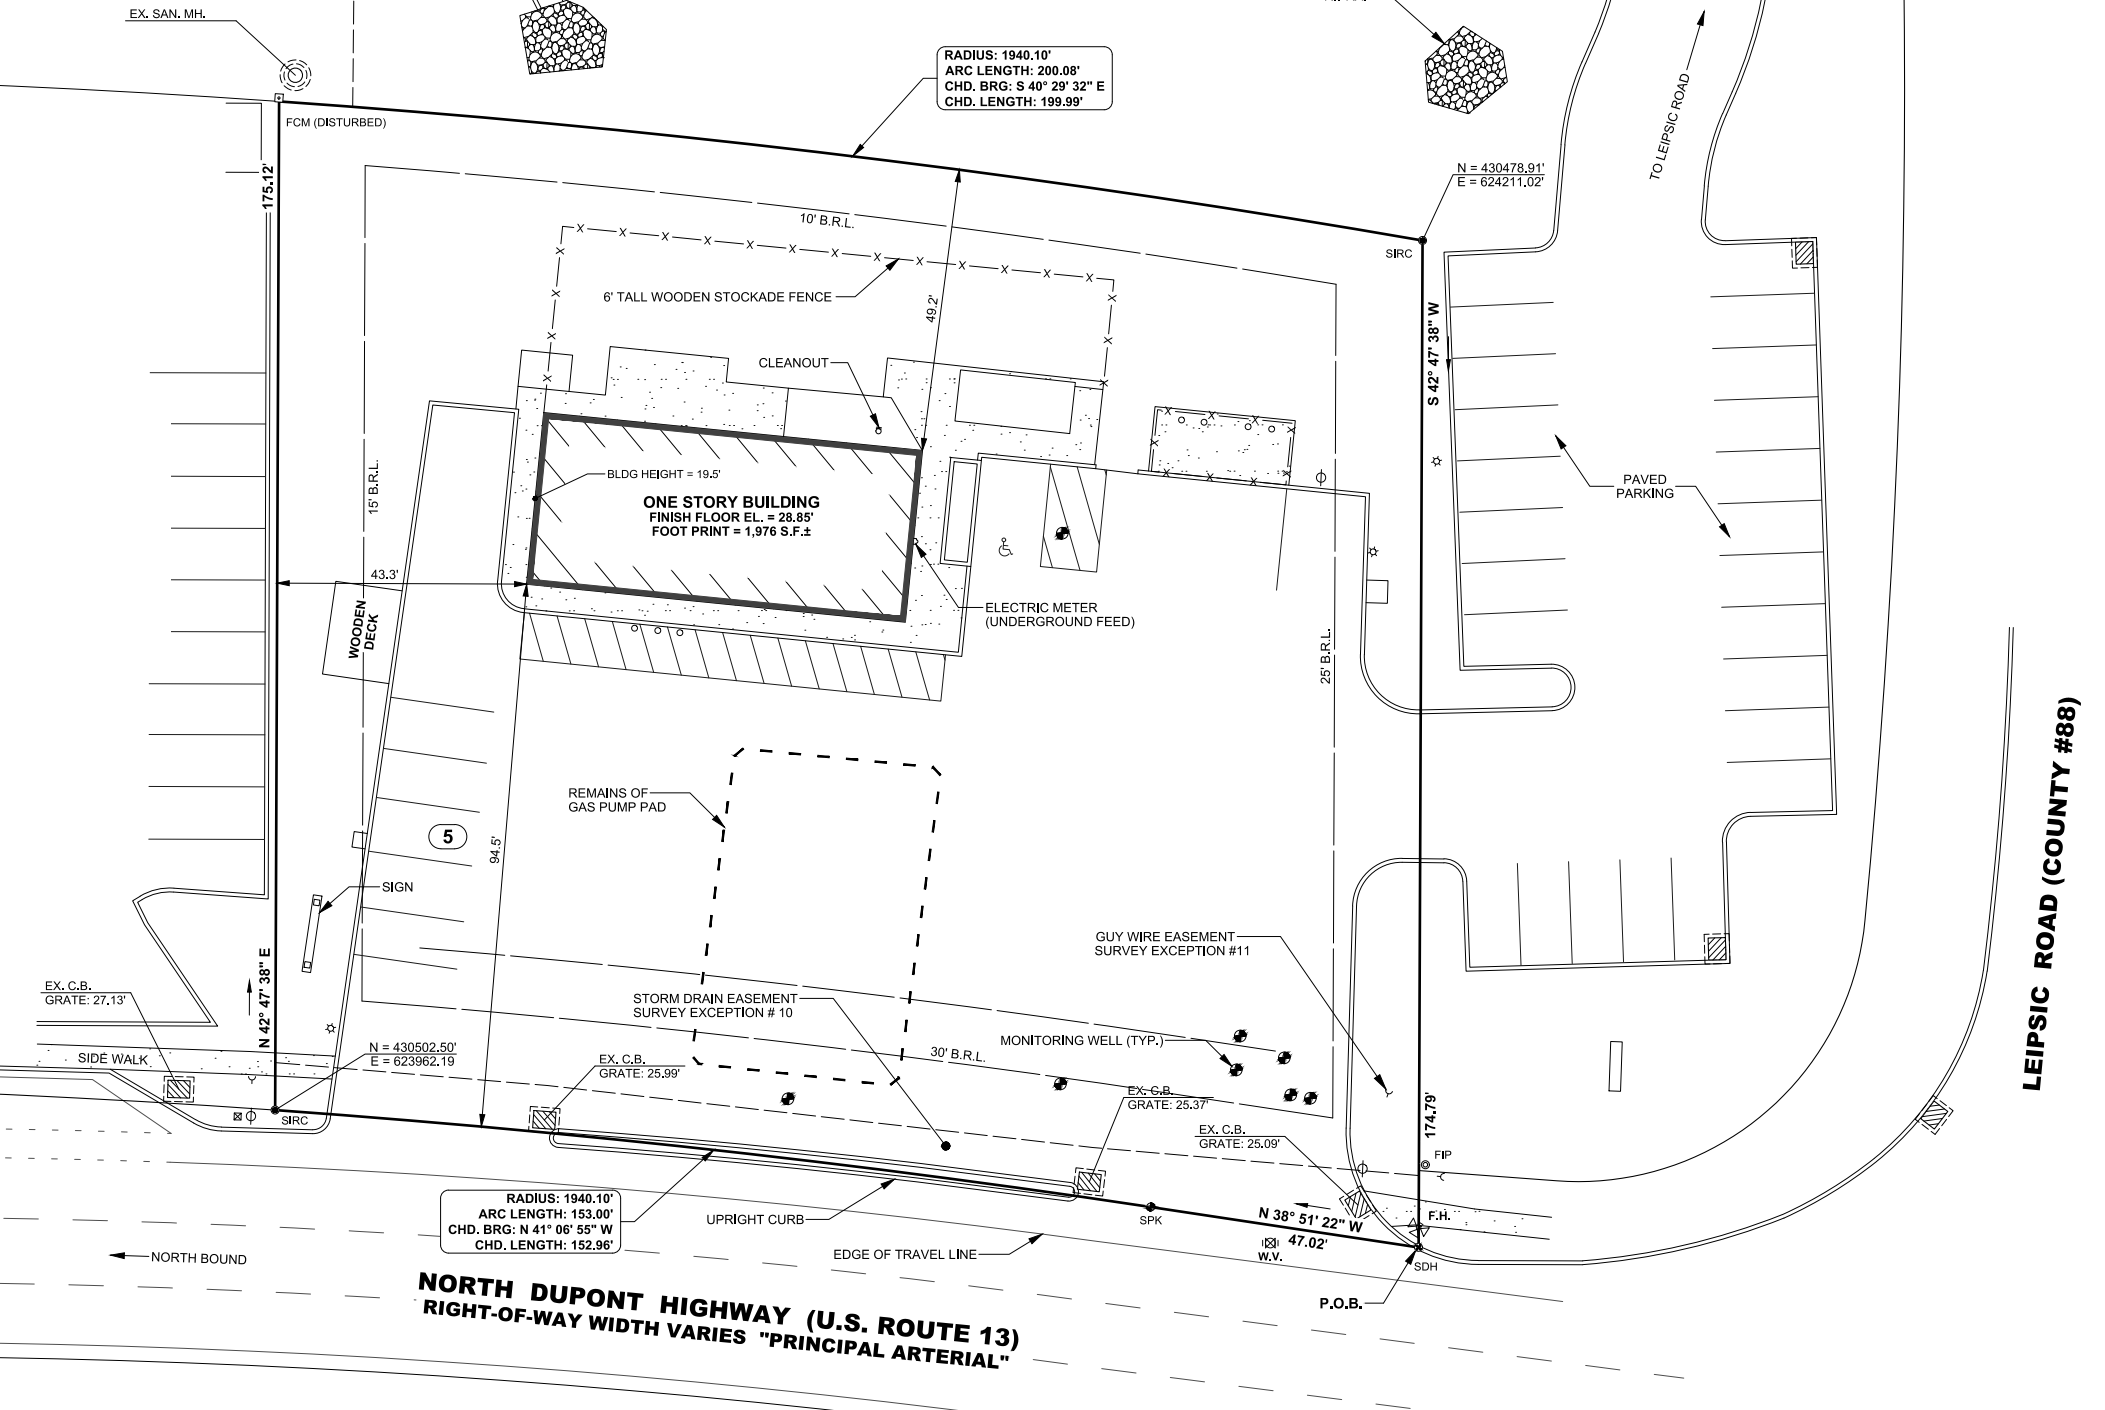 EX. SAN. MH.
FCM (DISTURBED)
RADIUS: 1940.10'
ARC LENGTH: 200.08'
CHD. BRG: S 40° 29' 32" E
CHD. LENGTH: 199.99'
TO LEIPSIC ROAD
N = 430478.91'
E = 624211.02'
SIRC
175.12'
10' B.R.L.
6' TALL WOODEN STOCKADE FENCE
49.2'
S 42° 47' 38" W
CLEANOUT
15' B.R.L.
BLDG HEIGHT = 19.5'
ONE STORY BUILDING
FINISH FLOOR EL. = 28.85'
FOOT PRINT = 1,976 S.F.±
PAVED
PARKING
43.3'
WOODEN
DECK
ELECTRIC METER
(UNDERGROUND FEED)
25' B.R.L.
REMAINS OF
GAS PUMP PAD
5
94.5'
SIGN
LEIPSIC ROAD (COUNTY #88)
GUY WIRE EASEMENT
SURVEY EXCEPTION #11
N 42° 47' 38" E
EX. C.B.
GRATE: 27.13'
STORM DRAIN EASEMENT
SURVEY EXCEPTION # 10
SIDE WALK
N = 430502.50'
E = 623962.19
EX. C.B.
GRATE: 25.99'
30' B.R.L.
MONITORING WELL (TYP.)
EX. C.B.
GRATE: 25.37'
174.79'
SIRC
EX. C.B.
GRATE: 25.09'
FIP
RADIUS: 1940.10'
ARC LENGTH: 153.00'
CHD. BRG: N 41° 06' 55" W
CHD. LENGTH: 152.96'
UPRIGHT CURB
SPK
N 38° 51' 22" W
47.02'
F.H.
W.V.
SDH
EDGE OF TRAVEL LINE
NORTH BOUND
P.O.B.
NORTH DUPONT HIGHWAY (U.S. ROUTE 13)
RIGHT-OF-WAY WIDTH VARIES "PRINCIPAL ARTERIAL"